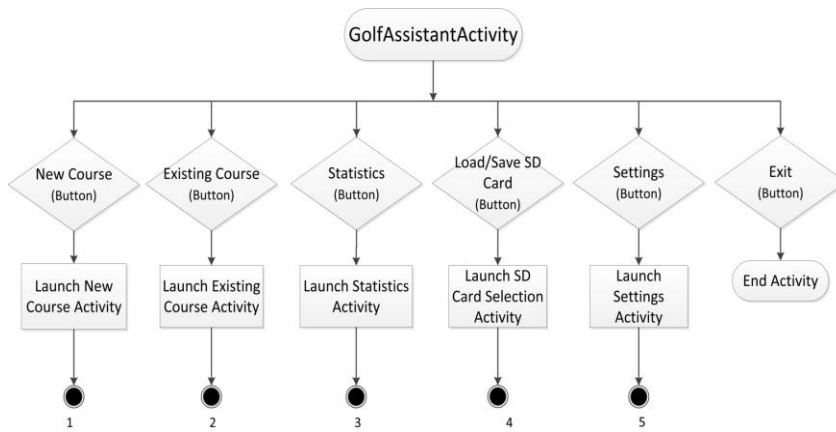 GolfAssistantActivity
New Course
(Button)
Existing Course
(Button)
Statistics
(Button)
Load/Save SD
Card
(Button)
Settings
(Button)
Exit
(Button)
Launch New
Course Activity
Launch Existing
Course Activity
Launch Statistics
Activity
Launch SD
Card Selection
Activity
Launch
Settings
Activity
End Activity
1
2
3
4
5